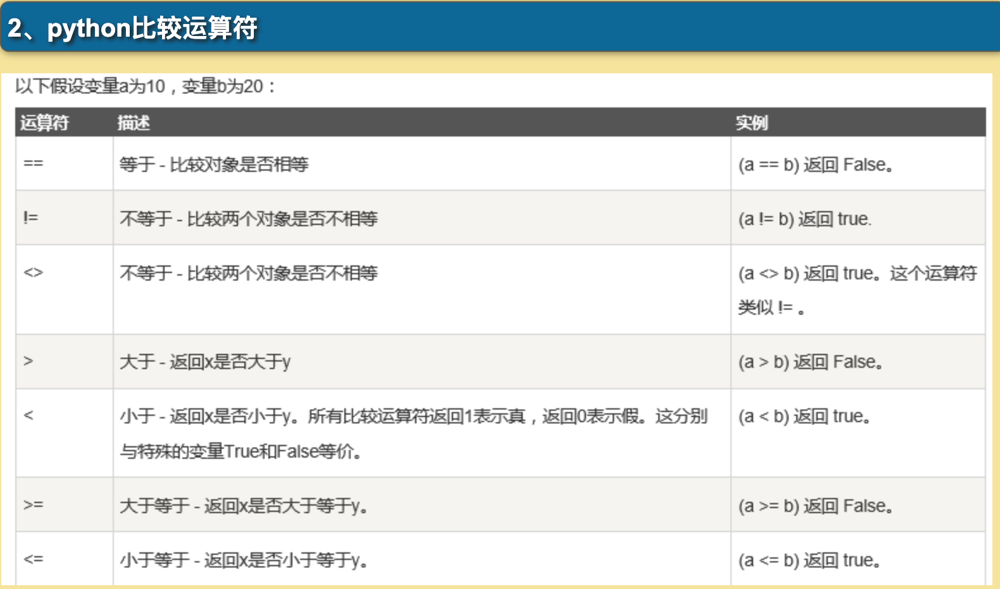 2、python比较运算符
以下假设变量a为10，变量b为20：
运算符 描述 实例
== 等于 - 比较对象是否相等 (a == b) 返回 False。
!= 不等于 - 比较两个对象是否不相等 (a != b) 返回 true.
<> 不等于 - 比较两个对象是否不相等 (a <> b) 返回 true。这个运算符
类似 != 。
> 大于 - 返回x是否大于y (a > b) 返回 False。
< 小于 - 返回x是否小于y。所有比较运算符返回1表示真，返回0表示假。这分别 (a < b) 返回 true。
与特殊的变量True和False等价。
>= 大于等于 - 返回x是否大于等于y。 (a >= b) 返回 False。
<= 小于等于 - 返回x是否小于等于y。 (a <= b) 返回 true。